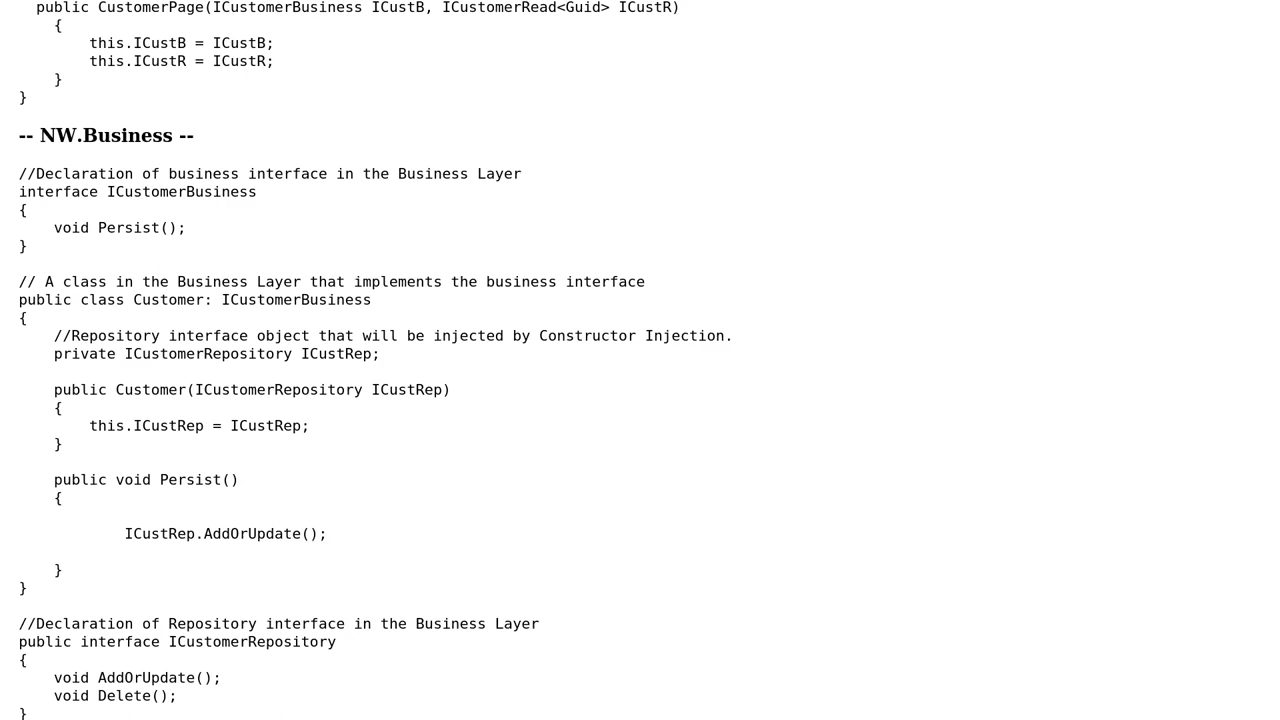 public CustomerPage(ICustomerBusiness ICustB, ICustomerRead<Guid> ICustR)
{
this.ICustB = ICustB;
this.ICustR = ICustR;
}
}
-- NW.Business --
//Declaration of business interface in the Business Layer
interface ICustomerBusiness
{
void Persist();
}
// A class in the Business Layer that implements the business interface
public class Customer: ICustomerBusiness
{
//Repository interface object that will be injected by Constructor Injection.
private ICustomerRepository ICustRep;
public Customer(ICustomerRepository ICustRep)
{
this.ICustRep = ICustRep;
}
public void Persist()
{
ICustRep.AddOrUpdate();
}
}
//Declaration of Repository interface in the Business Layer
public interface ICustomerRepository
{
void AddOrUpdate();
void Delete();
}